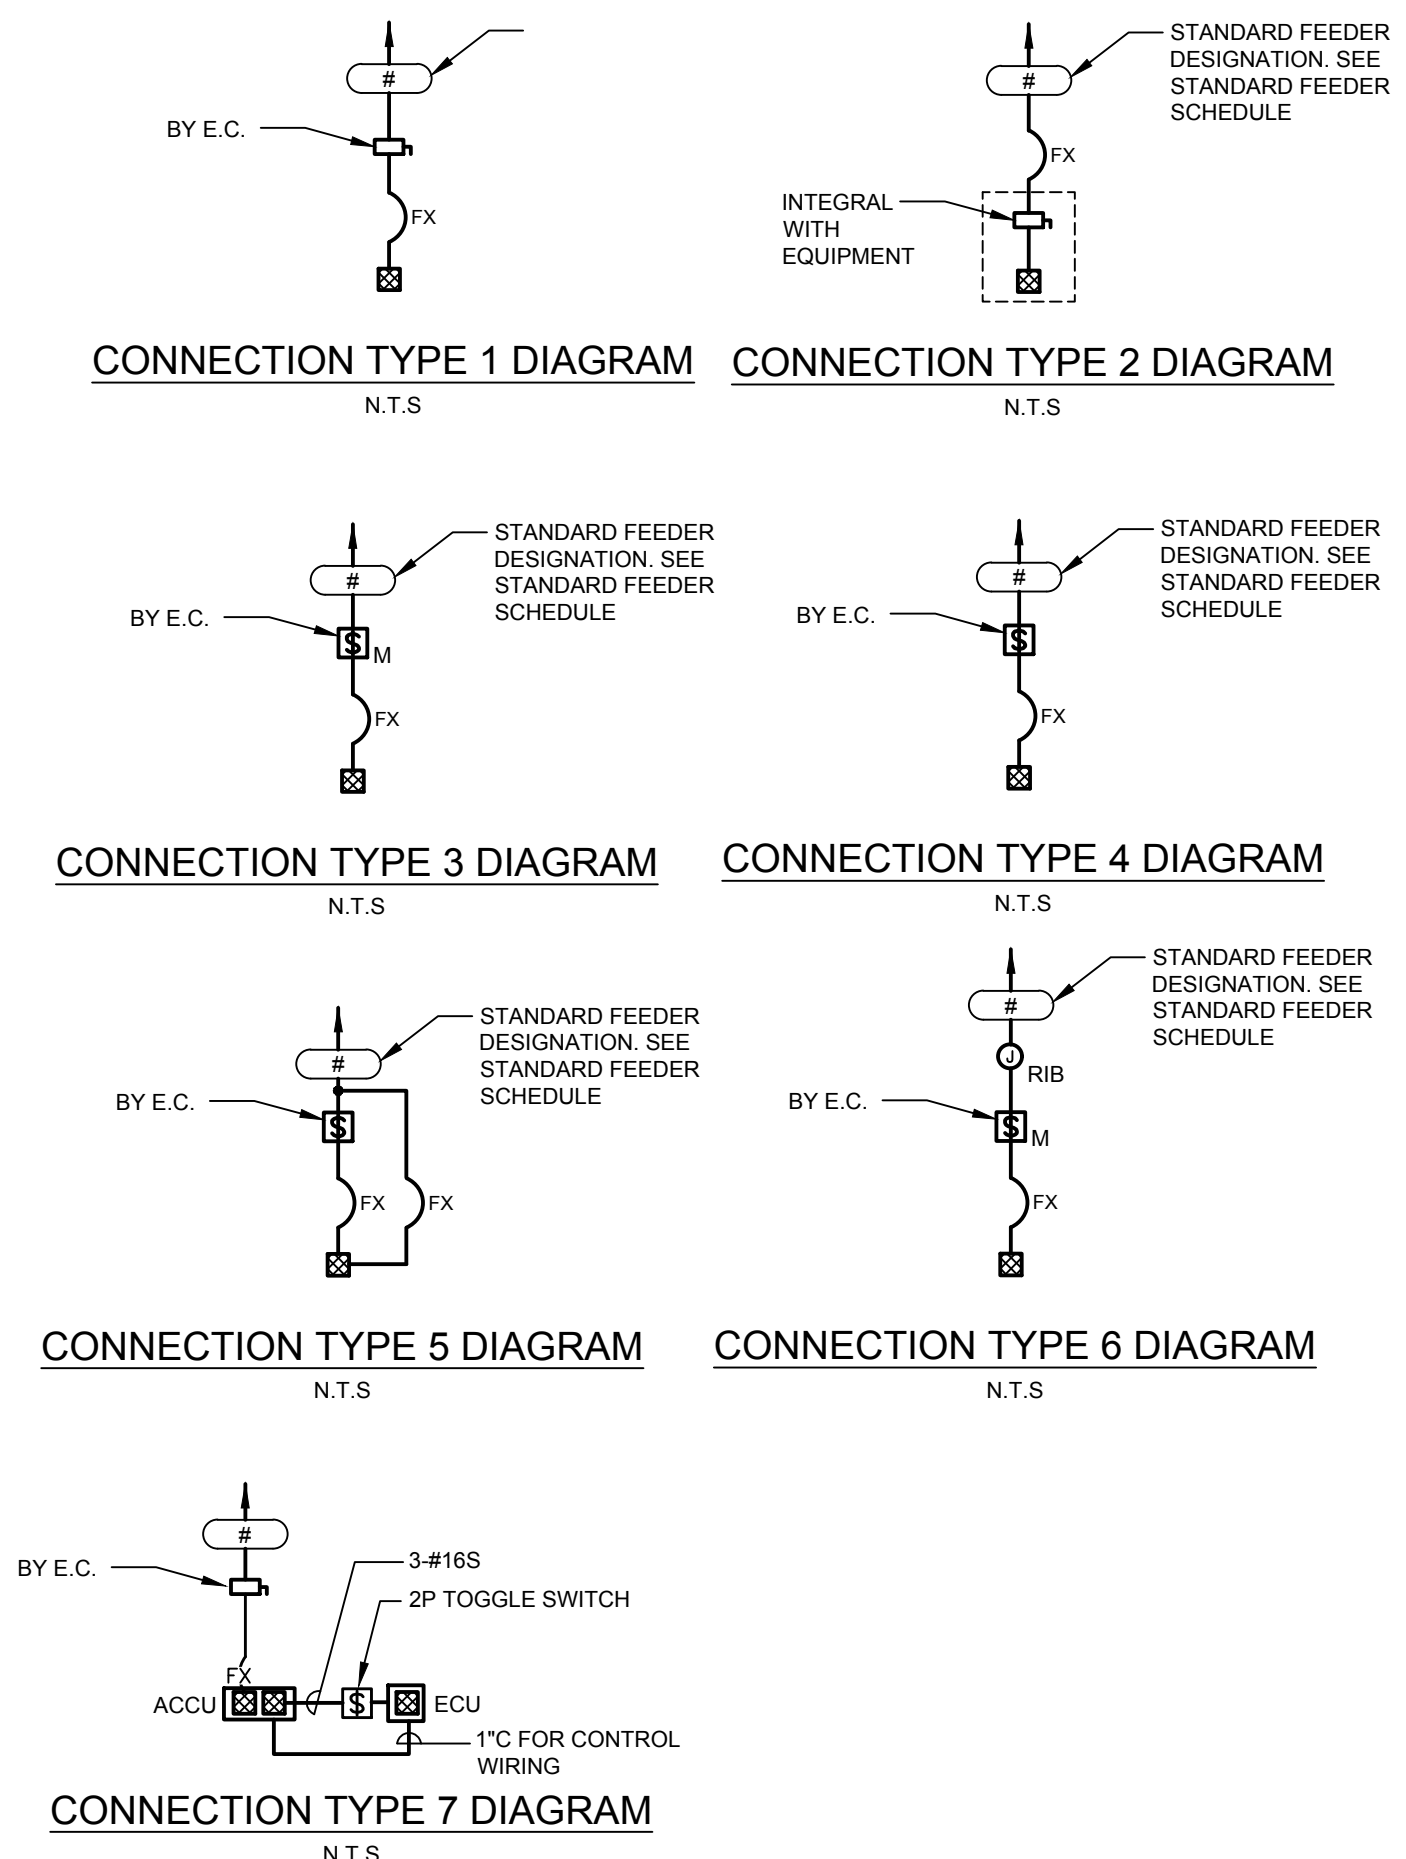 #
BY E.C.
FX
CONNECTION TYPE 1 DIAGRAM
N.T.S
STANDARD FEEDER
DESIGNATION. SEE
STANDARD FEEDER
SCHEDULE
#
FX
INTEGRAL
WITH
EQUIPMENT
CONNECTION TYPE 2 DIAGRAM
N.T.S
STANDARD FEEDER
DESIGNATION. SEE
STANDARD FEEDER
SCHEDULE
#
BY E.C.
$
M
FX
CONNECTION TYPE 3 DIAGRAM
N.T.S
STANDARD FEEDER
DESIGNATION. SEE
STANDARD FEEDER
SCHEDULE
#
BY E.C.
$
FX
CONNECTION TYPE 4 DIAGRAM
N.T.S
STANDARD FEEDER
DESIGNATION. SEE
STANDARD FEEDER
SCHEDULE
#
BY E.C.
$
FX
FX
CONNECTION TYPE 5 DIAGRAM
N.T.S
STANDARD FEEDER
DESIGNATION. SEE
STANDARD FEEDER
SCHEDULE
#
J
RIB
BY E.C.
$
M
FX
CONNECTION TYPE 6 DIAGRAM
N.T.S
#
BY E.C.
3-#16S
2P TOGGLE SWITCH
FX
ACCU
$
ECU
1"C FOR CONTROL
WIRING
CONNECTION TYPE 7 DIAGRAM
N.T.S